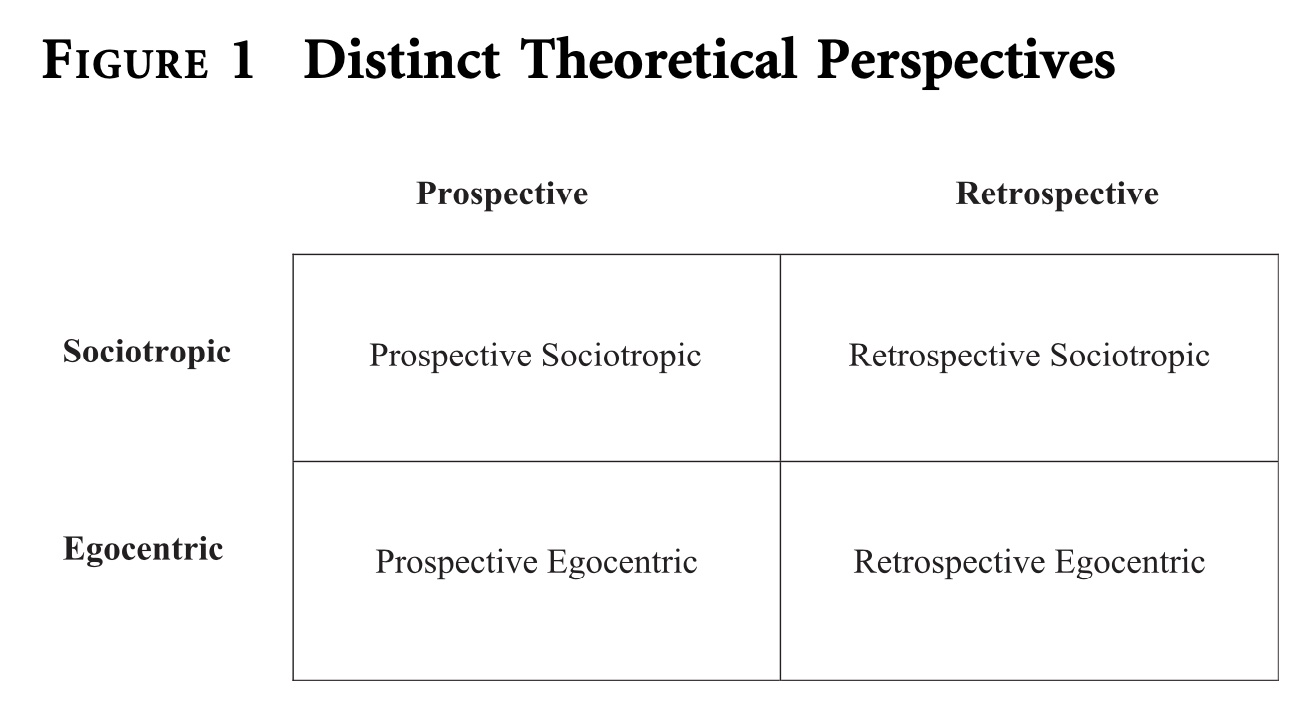 FIGURE 1 Distinct Theoretical Perspectives
Prospective Retrospective
Sociotropic Prospective Sociotropic Retrospective Sociotropic
Egocentric Prospective Egocentric Retrospective Egocentric